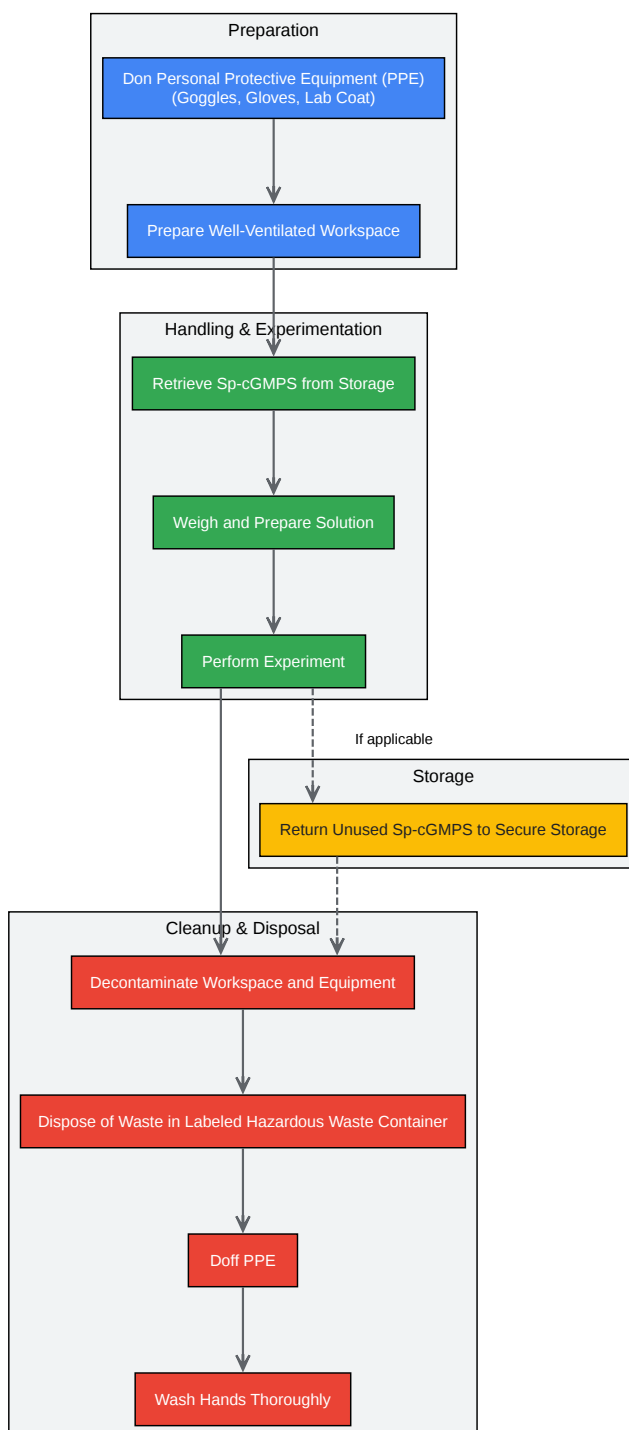 Preparation
Don Personal Protective Equipment (PPE)
(Goggles, Gloves, Lab Coat)
Prepare Well-Ventilated Workspace
Handling & Experimentation
Retrieve Sp-cGMPS from Storage
Weigh and Prepare Solution
Perform Experiment
If applicable
Storage
Return Unused Sp-cGMPS to Secure Storage
Cleanup & Disposal
Decontaminate Workspace and Equipment
Dispose of Waste in Labeled Hazardous Waste Container
Doff PPE
Wash Hands Thoroughly